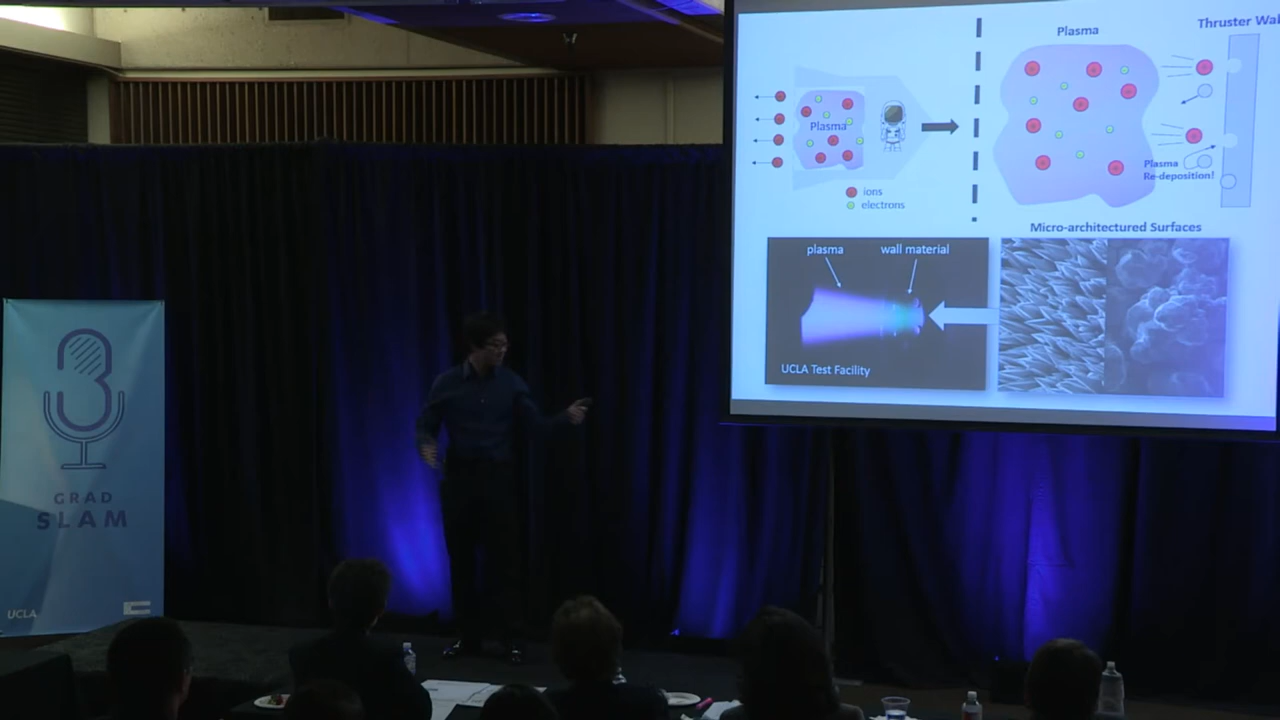 Plasma
Thruster Wal
Plasma
ions
electrons
Plasma
Re-deposition!
Micro-architectured Surfaces
plasma
wall material
UCLA Test Facility
3
GRAD
SLAM
UCLA